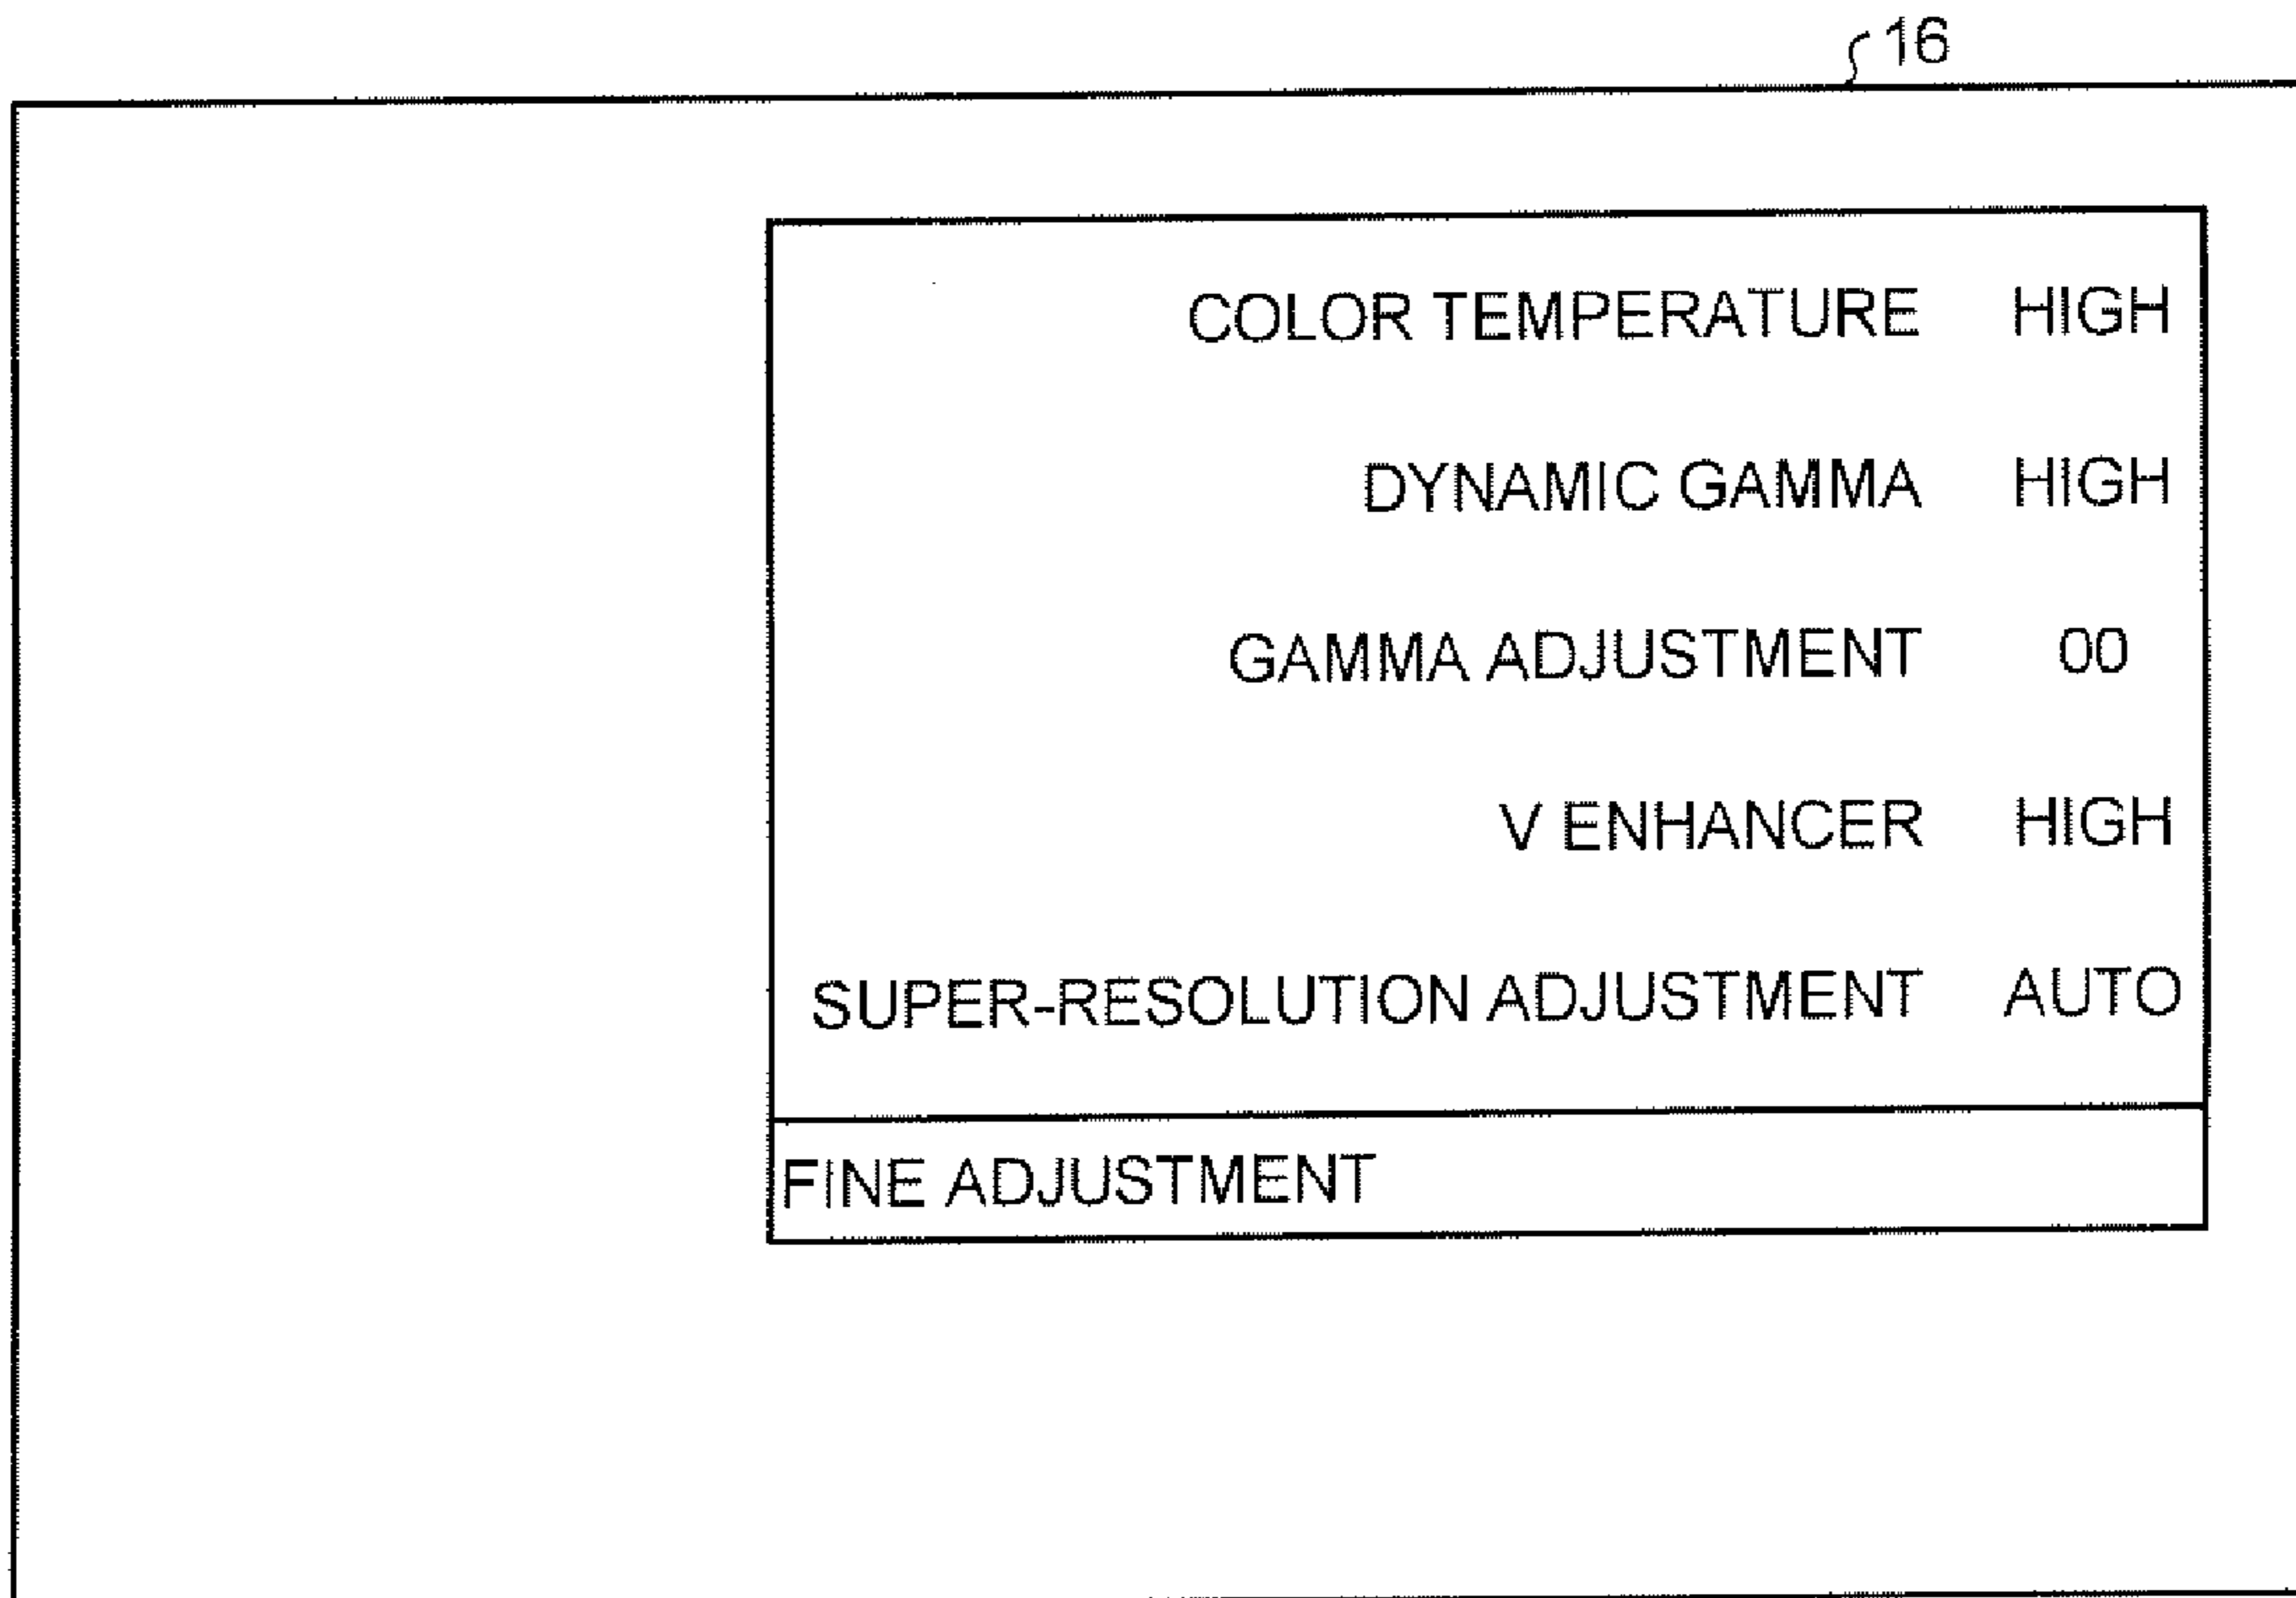 16
COLOR TEMPERATURE HIGH
DYNAMIC GAMMA HIGH
GAMMA ADJUSTMENT 00
V ENHANCER HIGH
SUPER-RESOLUTION ADJUSTMENT AUTO
FINE ADJUSTMENT